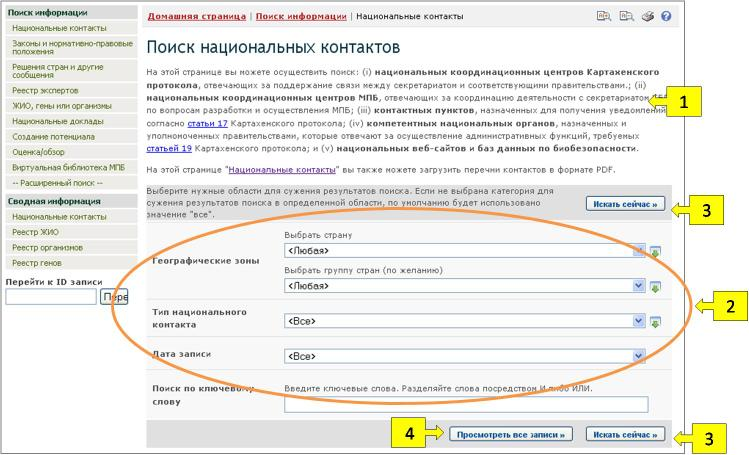 Поиск информации
Национальные контакты
Законы и нормативно-правовые
положения
Решения стран и другие
сообщения
Реестр экспертов
ЖИО, гены или организмы
Национальные доклады
Создание потенциала
Оценка/обзор
Виртуальная библиотека МПБ
-- Расширенный поиск --
Сводная информация
Национальные контакты
Реестр ЖИО
Реестр организмов
Реестр генов
Перейти к ID записи
Пере
Домашняя страница | Поиск информации | Национальные контакты
Поиск национальных контактов
На этой странице вы можете осуществить поиск: (i) национальных координационных центров Картахенского
протокола, отвечающих за поддержание связи между секретариатом и соответствующими правительствами.; (ii)
национальных координационных центров МПБ, отвечающих за координацию деятельности с секретариатом
по вопросам разработки и осуществления МПБ; (iii) контактных пунктов, назначенных для получения уведомлений
согласно статьи 17 Картахенского протокола; (iv) компетентных национальных органов, назначенных и
уполномоченных правительствами, которые отвечают за осуществление административных функций, требуемых
статьей 19 Картахенского протокола; и (v) национальных веб-сайтов и баз данных по биобезопасности.
1
На этой странице "Национальные контакты" вы также можете загрузить перечни контактов в формате PDF.
Выберите нужные области для сужения результатов поиска. Если не выбрана категория для
сужения результатов поиска в определенной области, по умолчанию будет использовано
значение "все".
Искать сейчас »
3
Географические зоны
Выбрать страну
<Любая>
Выбрать группу стран (по желанию)
<Любая>
2
Тип национального
контакта
<Все>
Дата записи
<Все>
Поиск по ключевому
слову
Введите ключевые слова. Разделяйте слова посредством И либо ИЛИ.
4
Просмотреть все записи »
Искать сейчас »
3